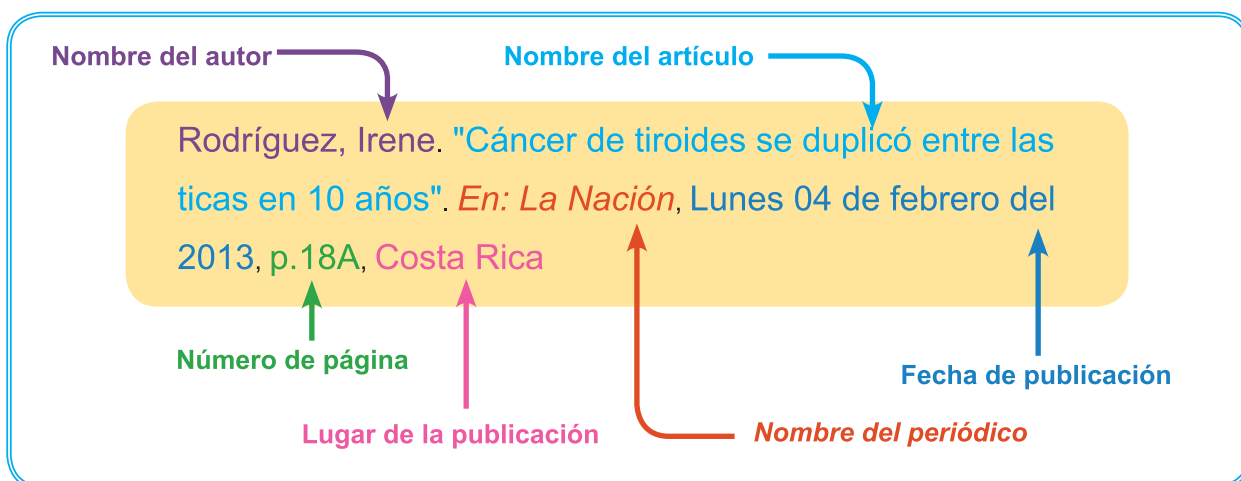 Nombre del autor
Nombre del artículo
Rodríguez, Irene. "Cáncer de tiroides se duplicó entre las
ticas en 10 años". En: La Nación, Lunes 04 de febrero del
2013, p.18A, Costa Rica
Número de página
Fecha de publicación
Lugar de la publicación
Nombre del periódico